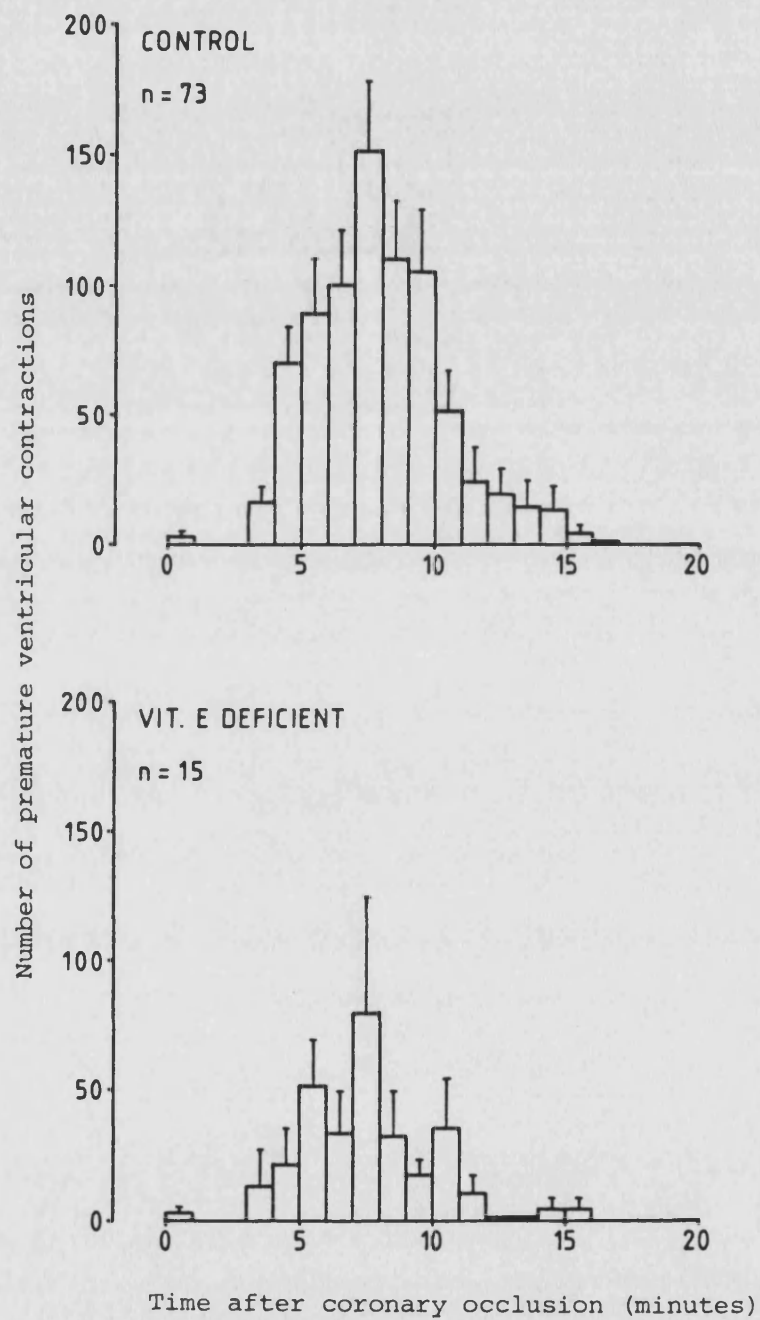 200
CONTROL
n = 73
150
100
50
0
0 5 10 15 20
Number of premature ventricular contractions
200
VIT. E DEFICIENT
n = 15
150
100
50
0
0 5 10 15 20
Time after coronary occlusion (minutes)